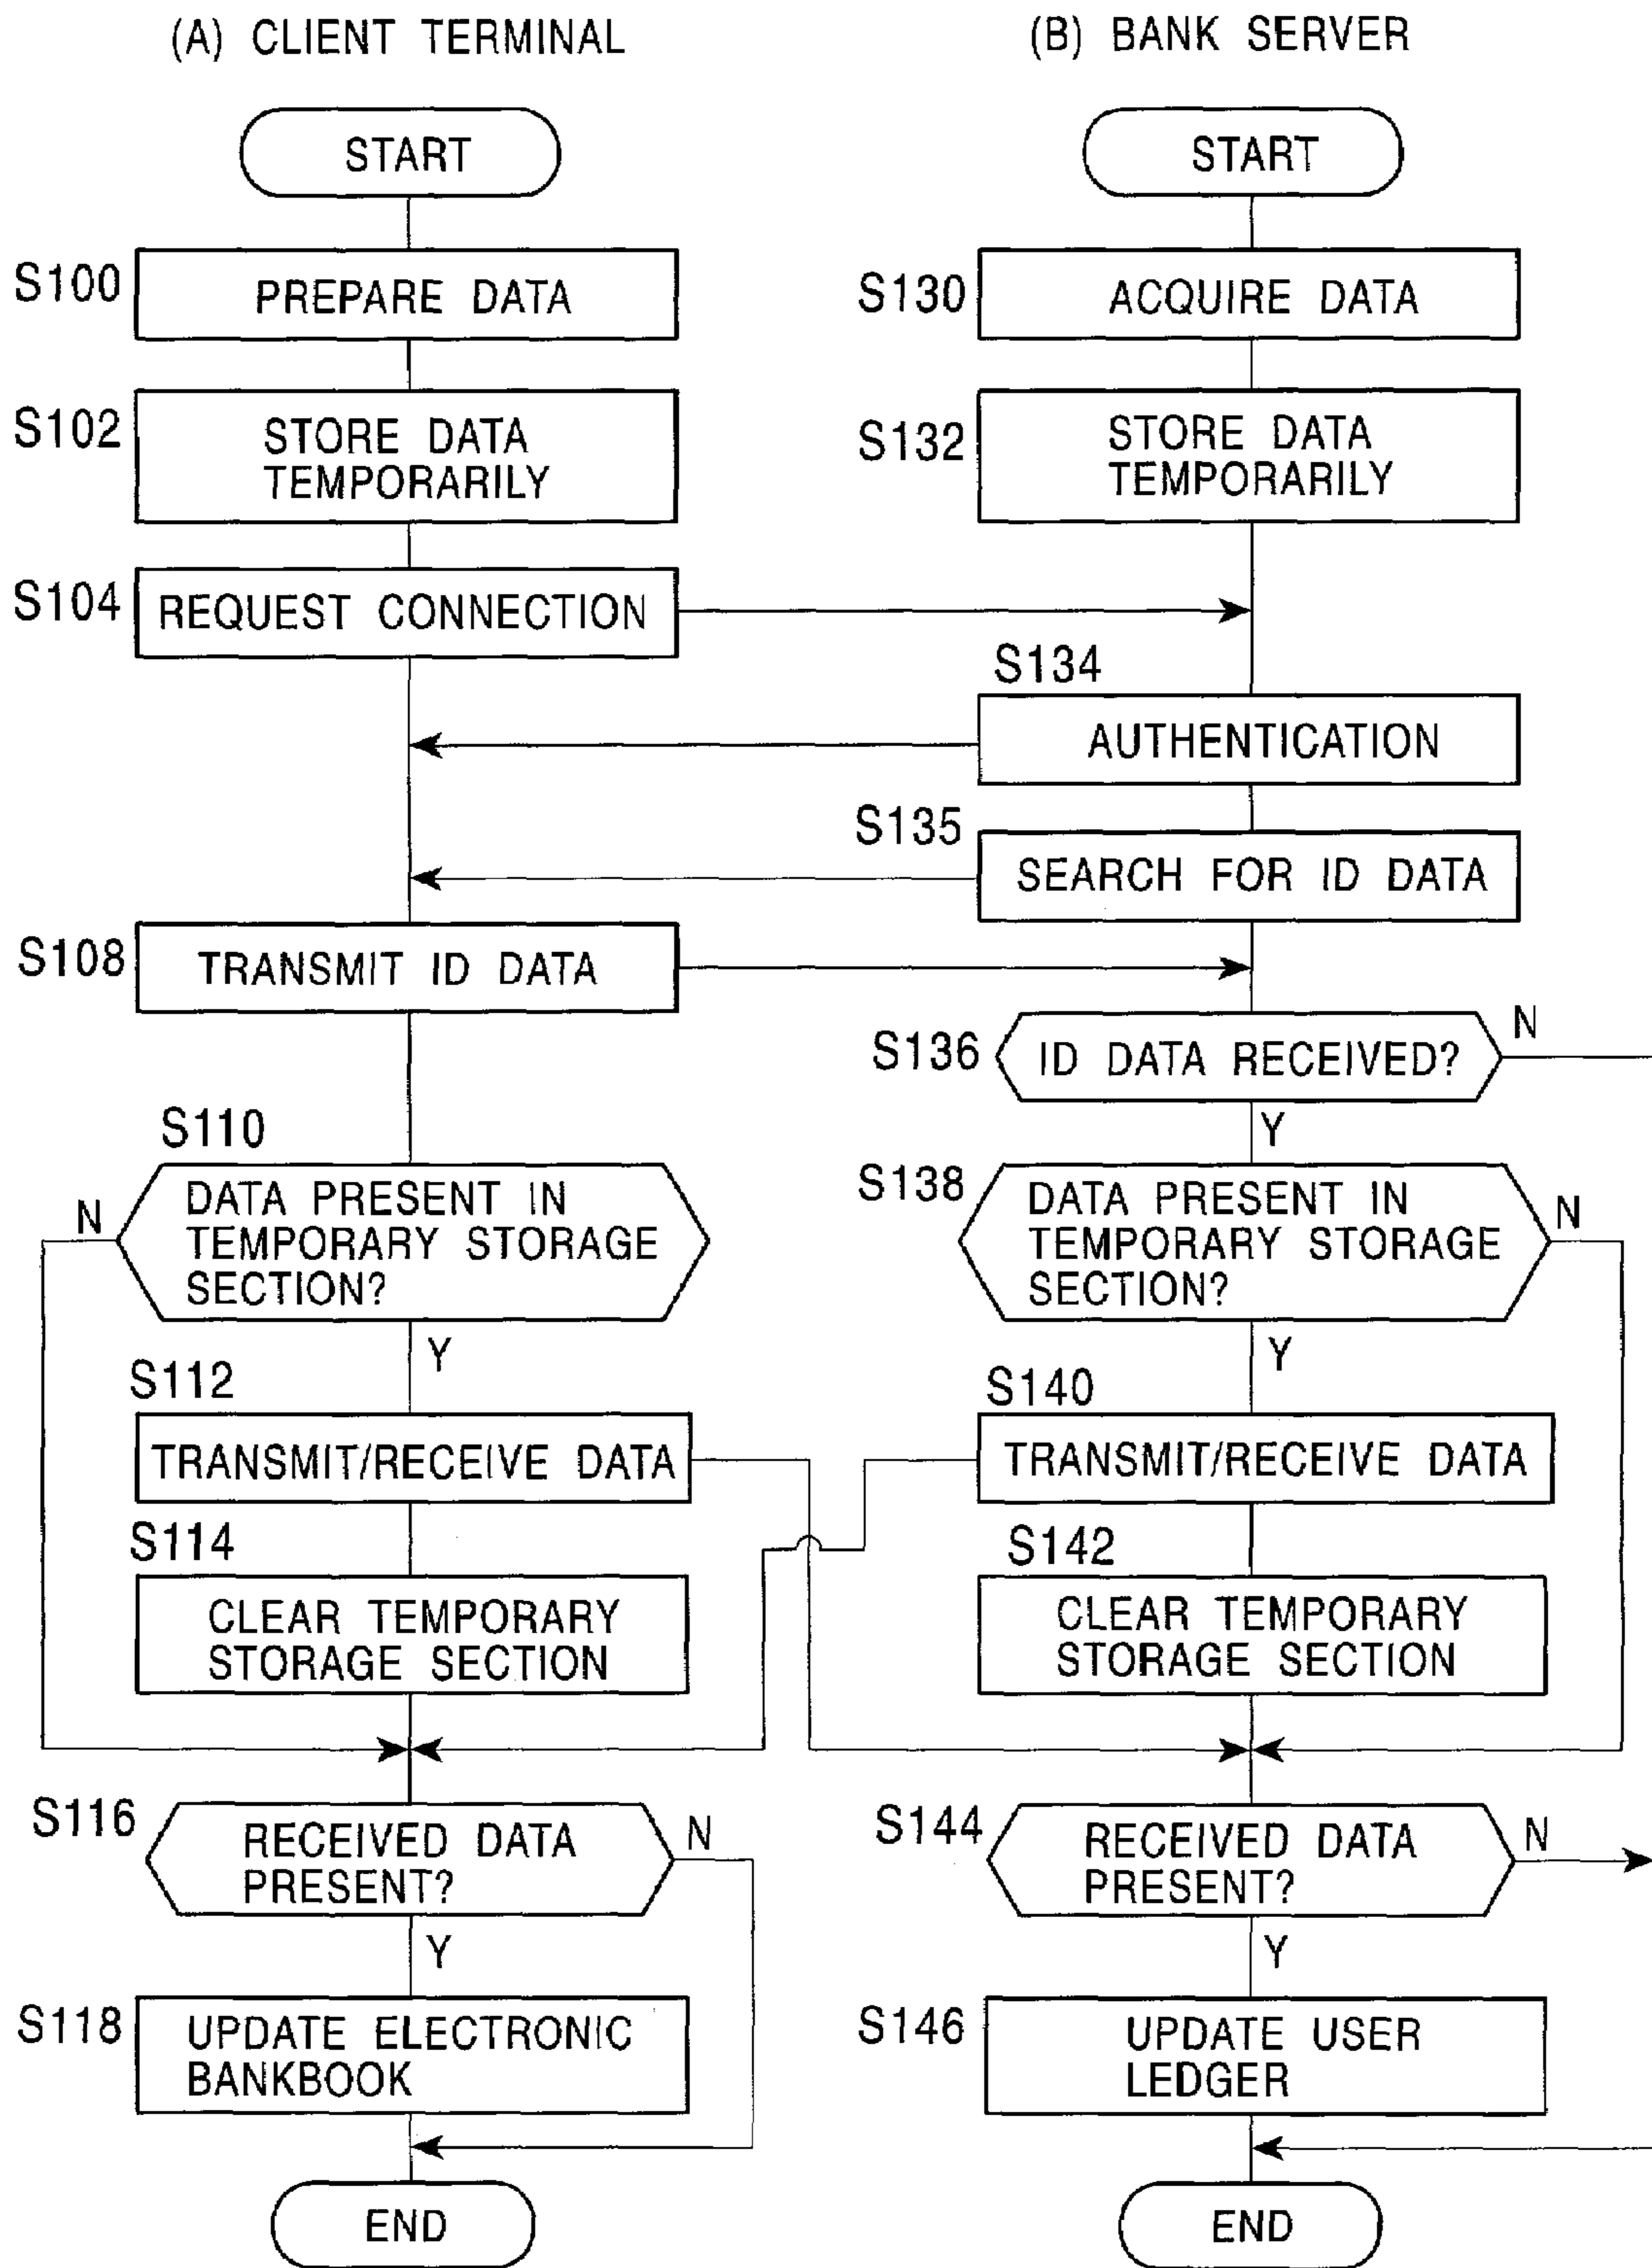 (A) CLIENT TERMINAL
START
S100
PREPARE DATA
S102
STORE DATA
TEMPORARILY
S104
REQUEST CONNECTION
S108
TRANSMIT ID DATA
S110
DATA PRESENT IN
TEMPORARY STORAGE
SECTION?
N
Y
S112
TRANSMIT/RECEIVE DATA
S114
CLEAR TEMPORARY
STORAGE SECTION
S116
RECEIVED DATA
PRESENT?
N
Y
S118
UPDATE ELECTRONIC
BANKBOOK
END
(B) BANK SERVER
START
S130
ACQUIRE DATA
S132
STORE DATA
TEMPORARILY
S134
AUTHENTICATION
S135
SEARCH FOR ID DATA
S136
ID DATA RECEIVED?
N
Y
S138
DATA PRESENT IN
TEMPORARY STORAGE
SECTION?
N
Y
S140
TRANSMIT/RECEIVE DATA
S142
CLEAR TEMPORARY
STORAGE SECTION
S144
RECEIVED DATA
PRESENT?
N
Y
S146
UPDATE USER
LEDGER
END